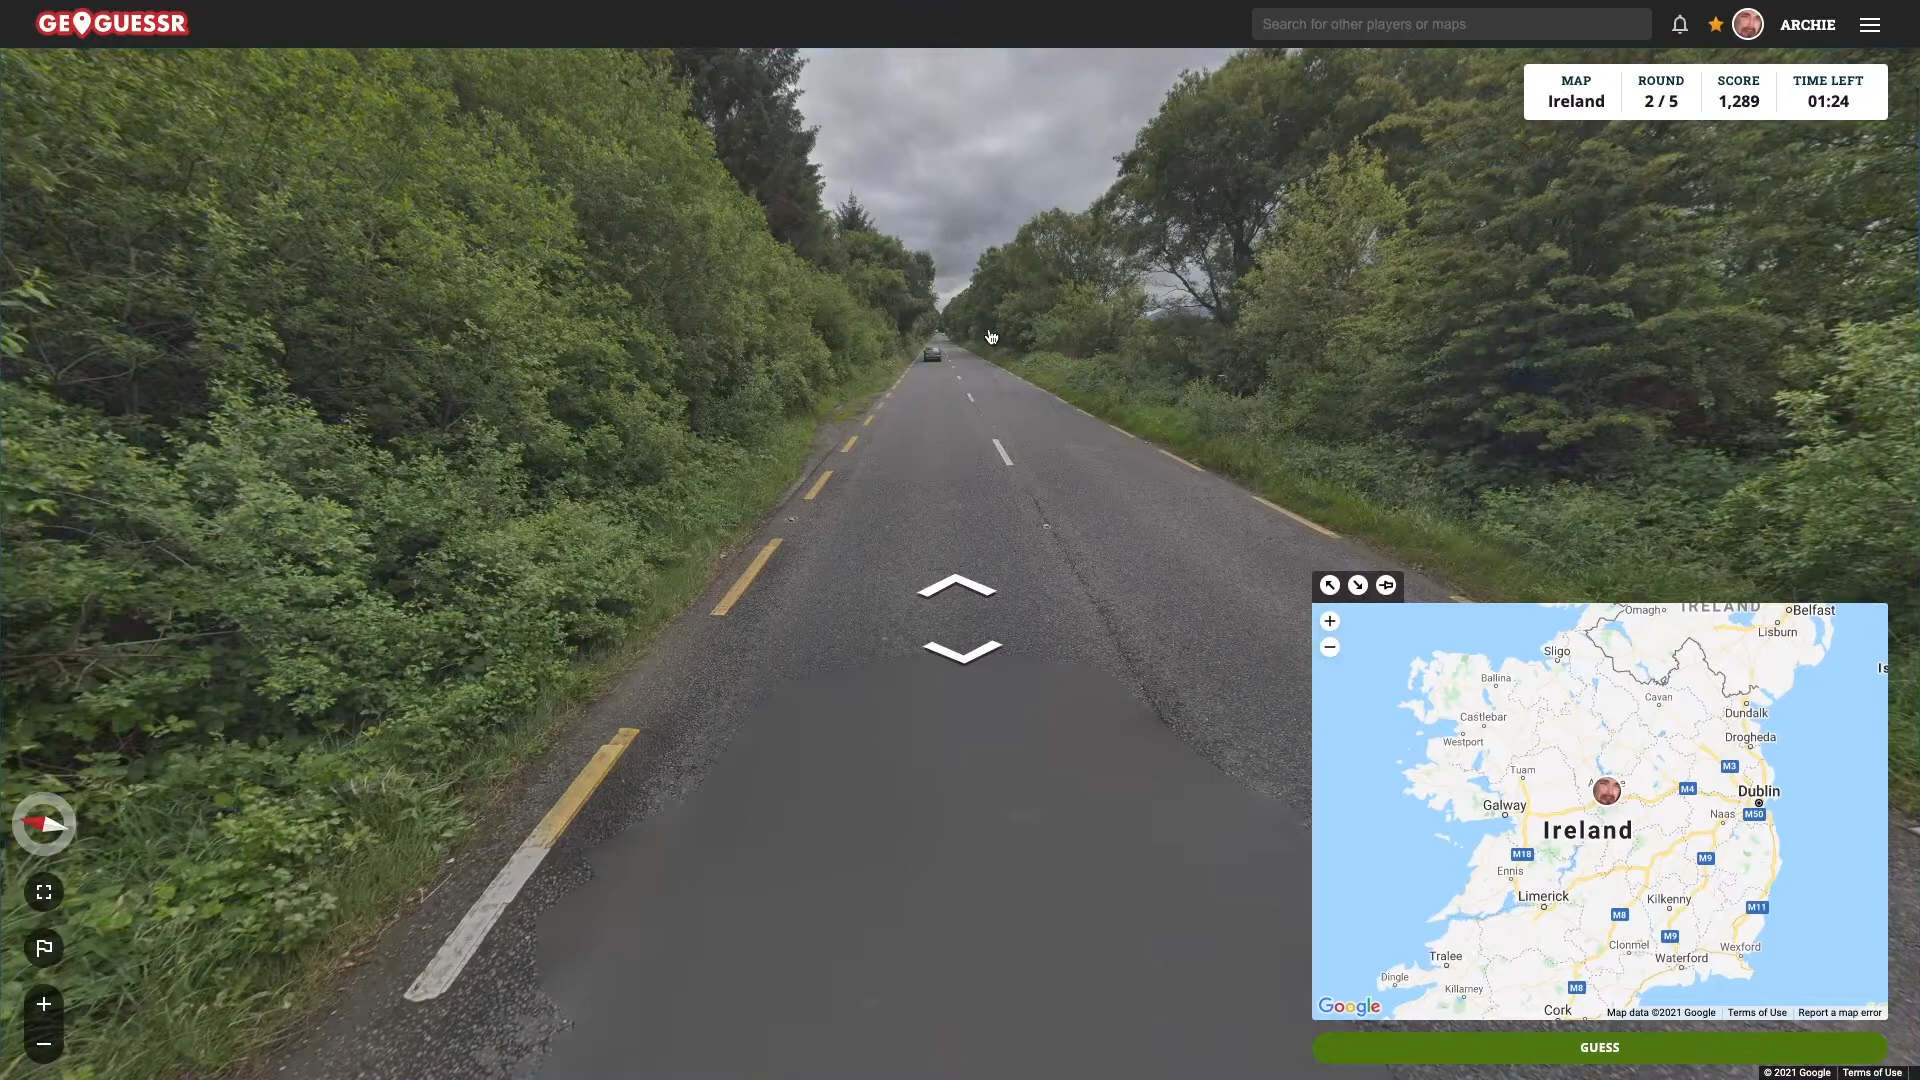 GEOGUESSR
Search for other players or maps
ARCHIE
MAP ROUND SCORE TIME LEFT
Ireland 2 / 5 1,289 01:24
Omagh IRELAND Belfast
Lisburn
Sligo
Is
Ballina
Cavan
Castlebar
Dundalk
Westport
Drogheda
M3
Tuam
A
M4
Dublin
Galway
Naas M50
Ireland
M18
M9
Ennis
Limerick
Kilkenny
M8
M11
M9
Clonmel
Wexford
Tralee
Waterford
Dingle
Killarney
M8
Cork
Google
Map data ©2021 Google Terms of Use Report a map error
GUESS
© 2021 Google Terms of Use